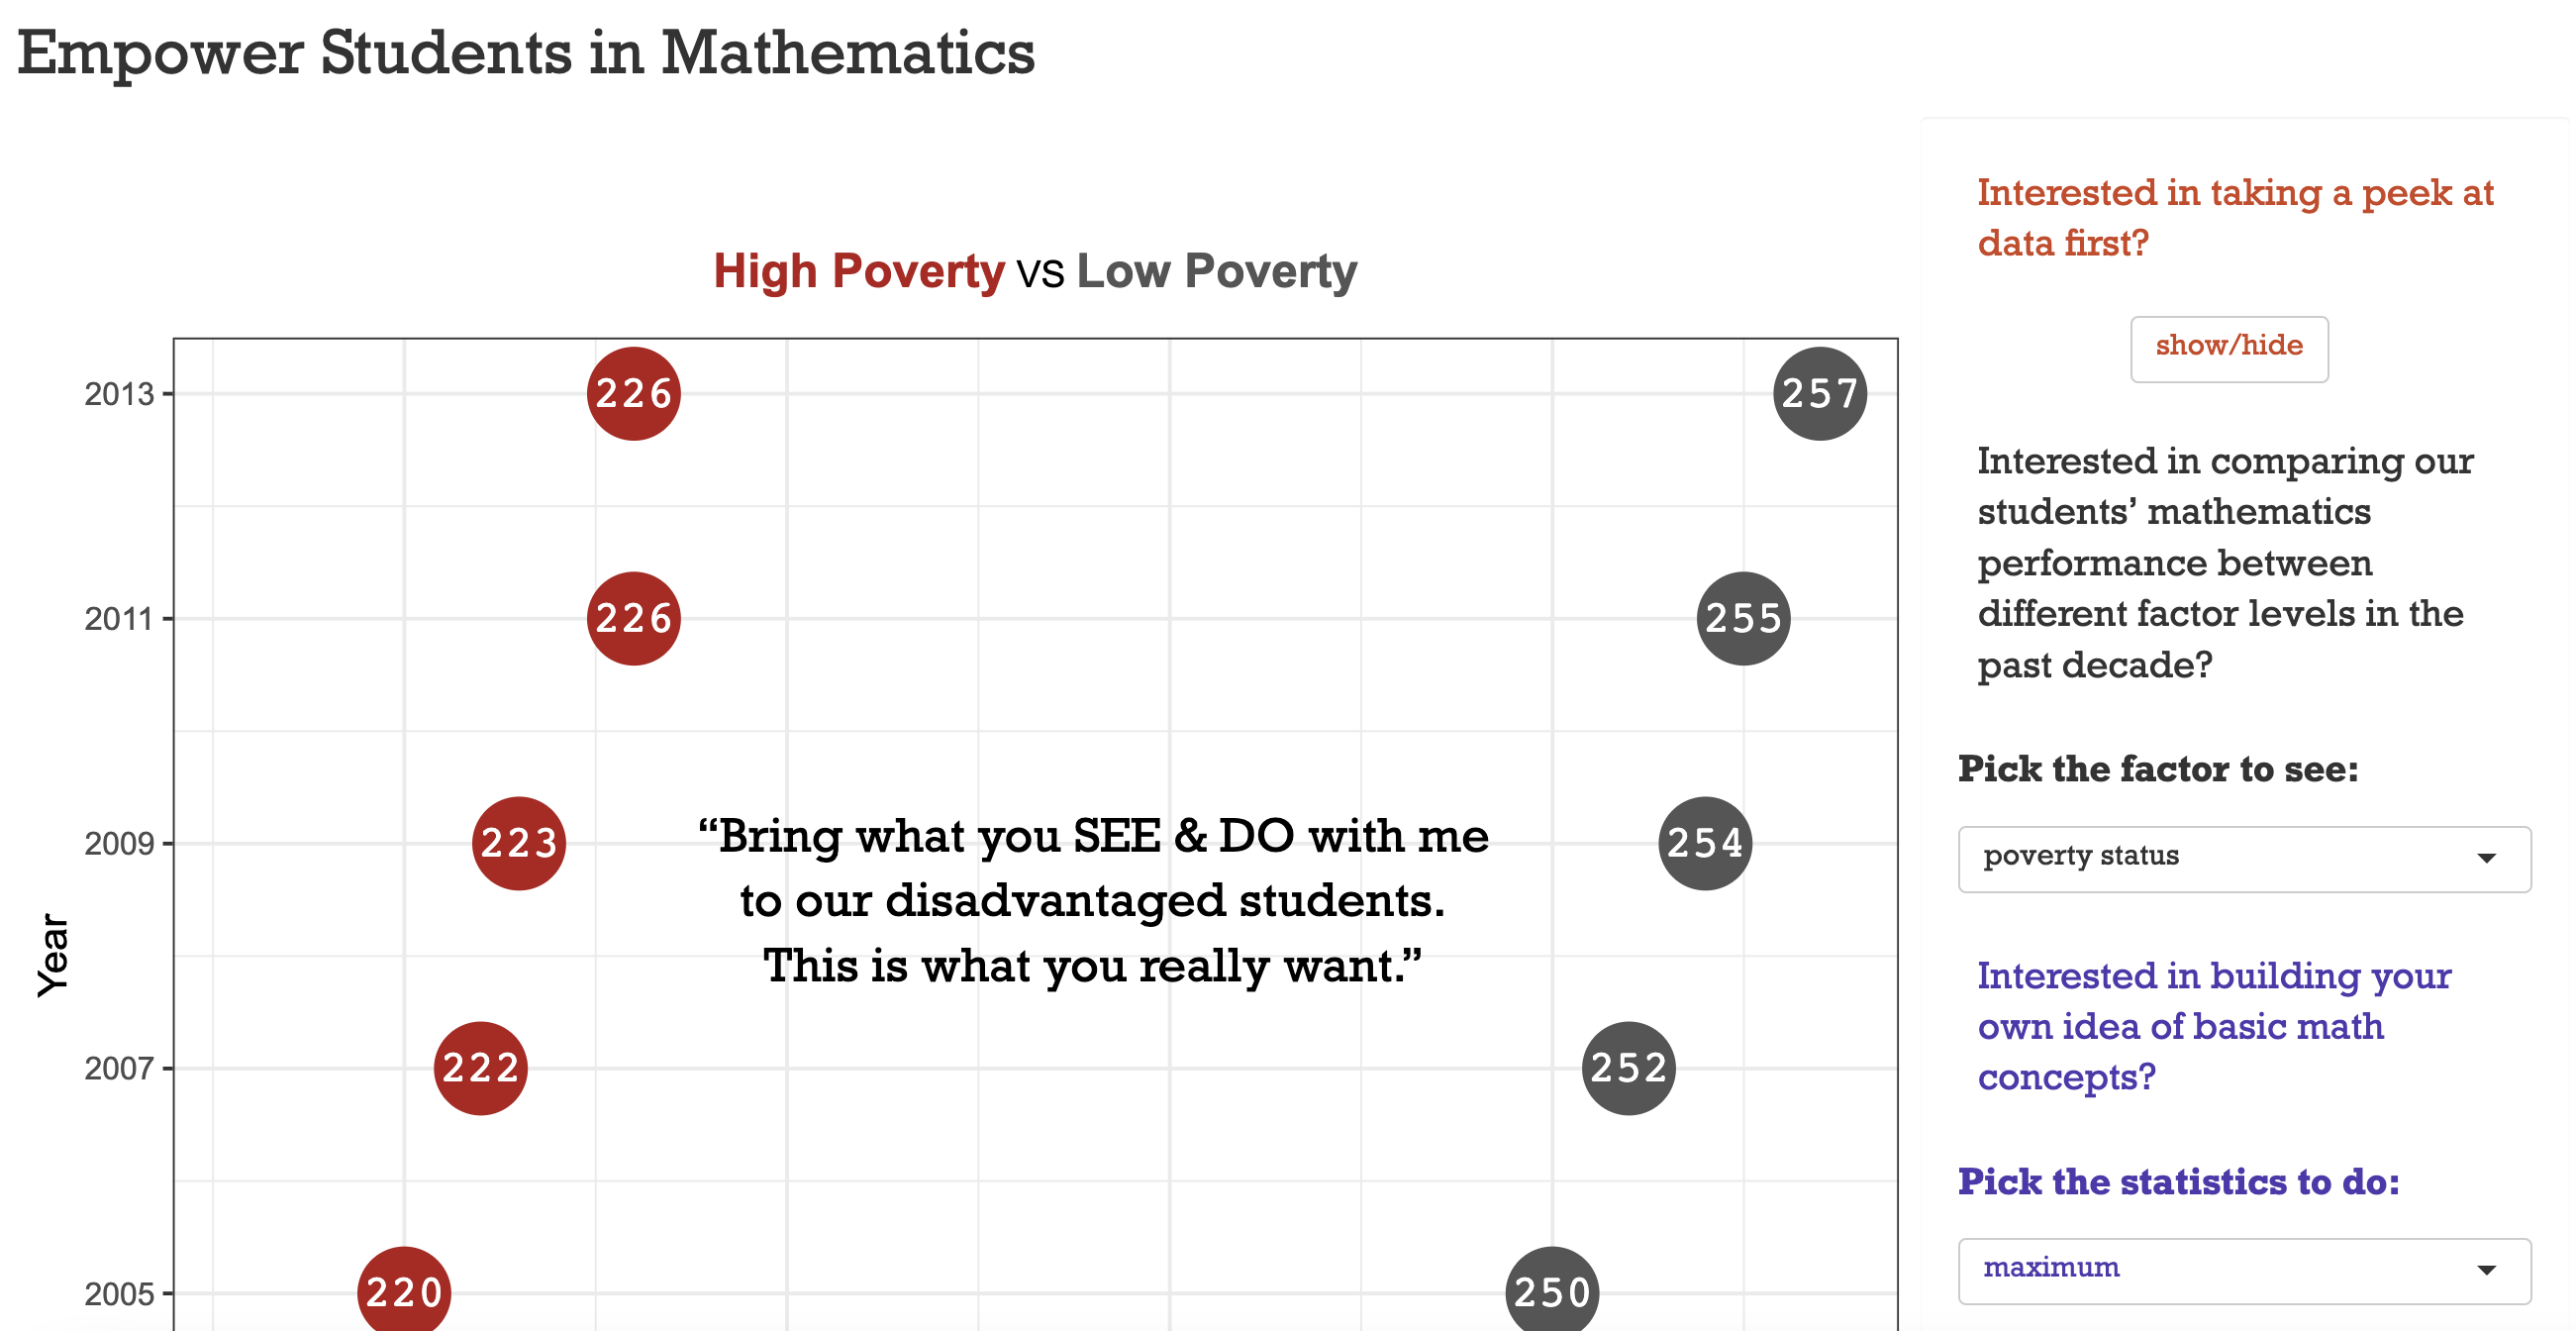 Empower Students in Mathematics
High Poverty VS Low Poverty
2013
226
257
2011
226
255
2009
223
254
“Bring what you SEE & DO with me
to our disadvantaged students.
This is what you really want.”
Year
2007
222
252
2005
220
250
Interested in taking a peek at
data first?
show/hide
Interested in comparing our
students’ mathematics
performance between
different factor levels in the
past decade?
Pick the factor to see:
poverty status
Interested in building your
own idea of basic math
concepts?
Pick the statistics to do:
maximum